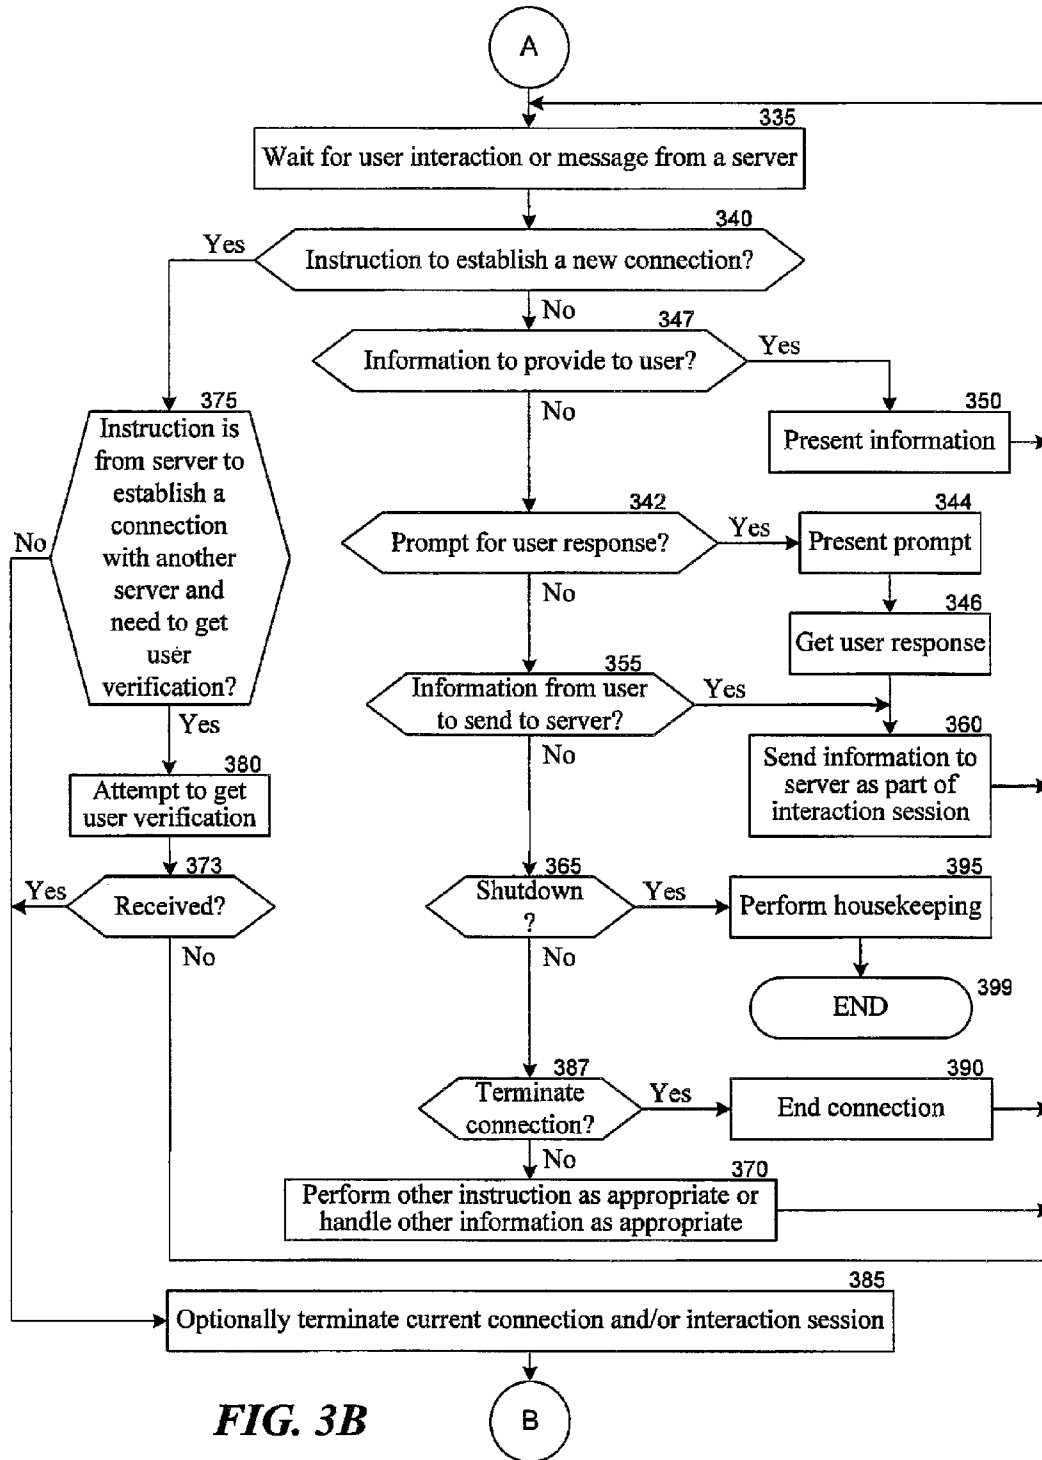 A
335
Wait for user interaction or message from a server
340
Yes
Instruction to establish a new connection?
No
347
Information to provide to user?
Yes
No
375
Instruction is
from server to
establish a
connection
with another
server and
need to get
user
verification?
No
Yes
350
Present information
342
Prompt for user response?
Yes
No
344
Present prompt
346
Get user response
355
Information from user
to send to server?
Yes
No
360
Send information to
server as part of
interaction session
380
Attempt to get
user verification
373
Yes
Received?
No
365
Shutdown
?
Yes
No
395
Perform housekeeping
END
399
387
Terminate
connection?
Yes
No
390
End connection
370
Perform other instruction as appropriate or
handle other information as appropriate
385
Optionally terminate current connection and/or interaction session
FIG. 3B
B